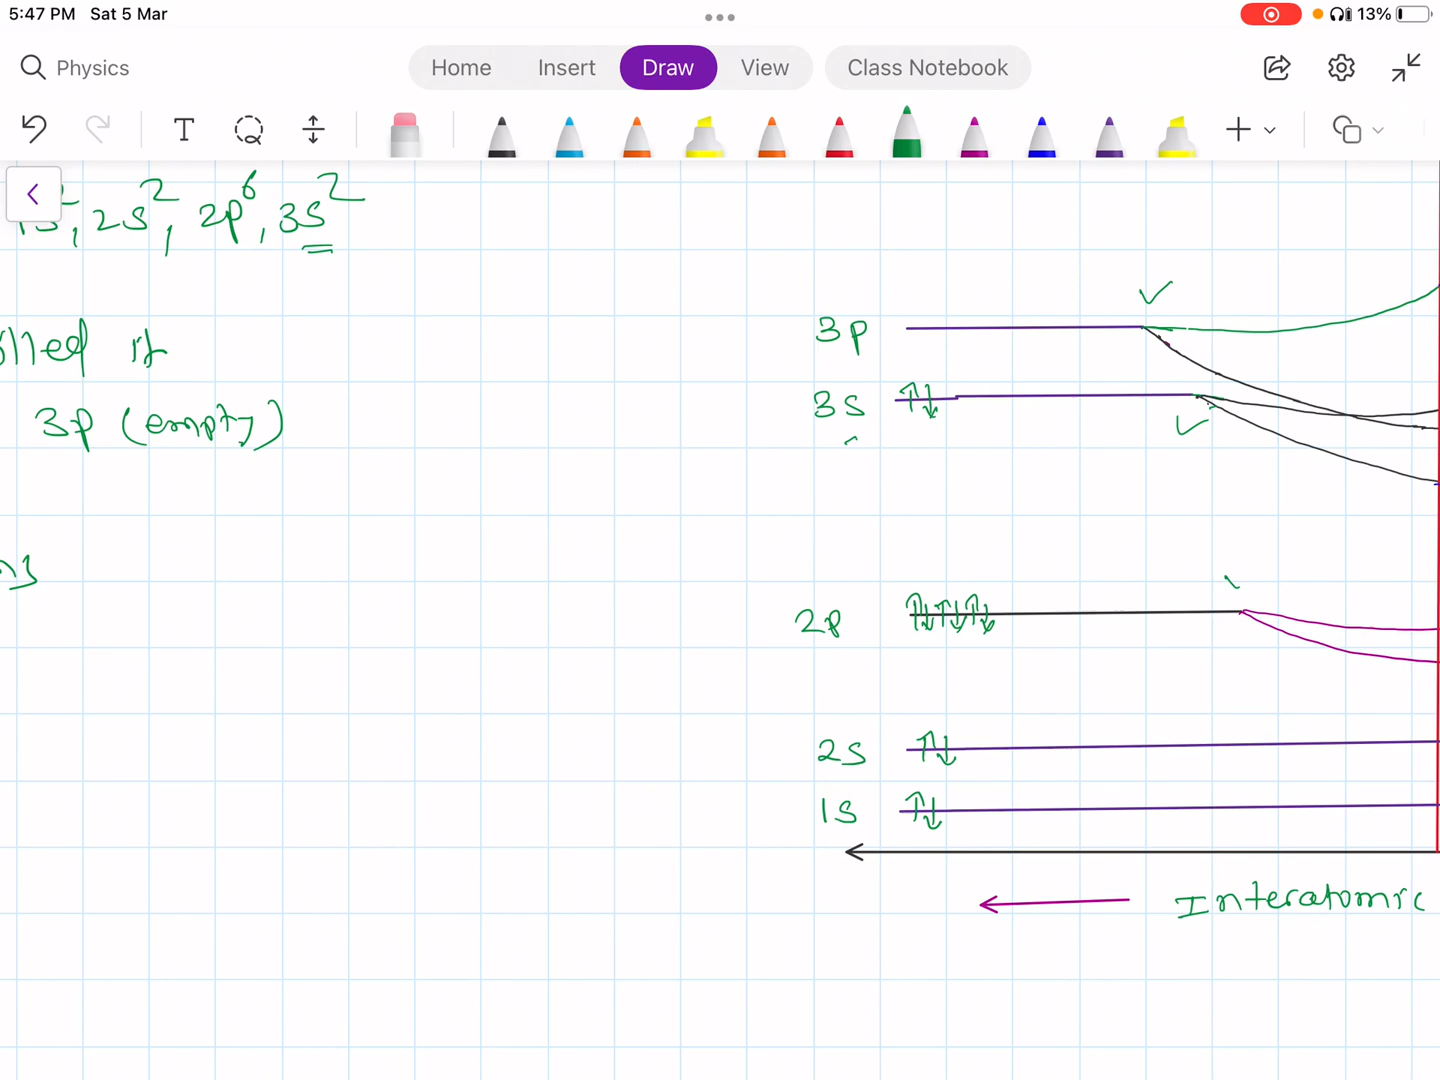 5:47 PM Sat 5 Mar
13%
Physics
Home Insert Draw View Class Notebook
T
1s², 2s², 2p⁶, 3s²
3p
3p (empty)
3s ↑↓
2p ↑↓↑↓↑↓
2s ↑↓
1s ↑↓
Interatomic